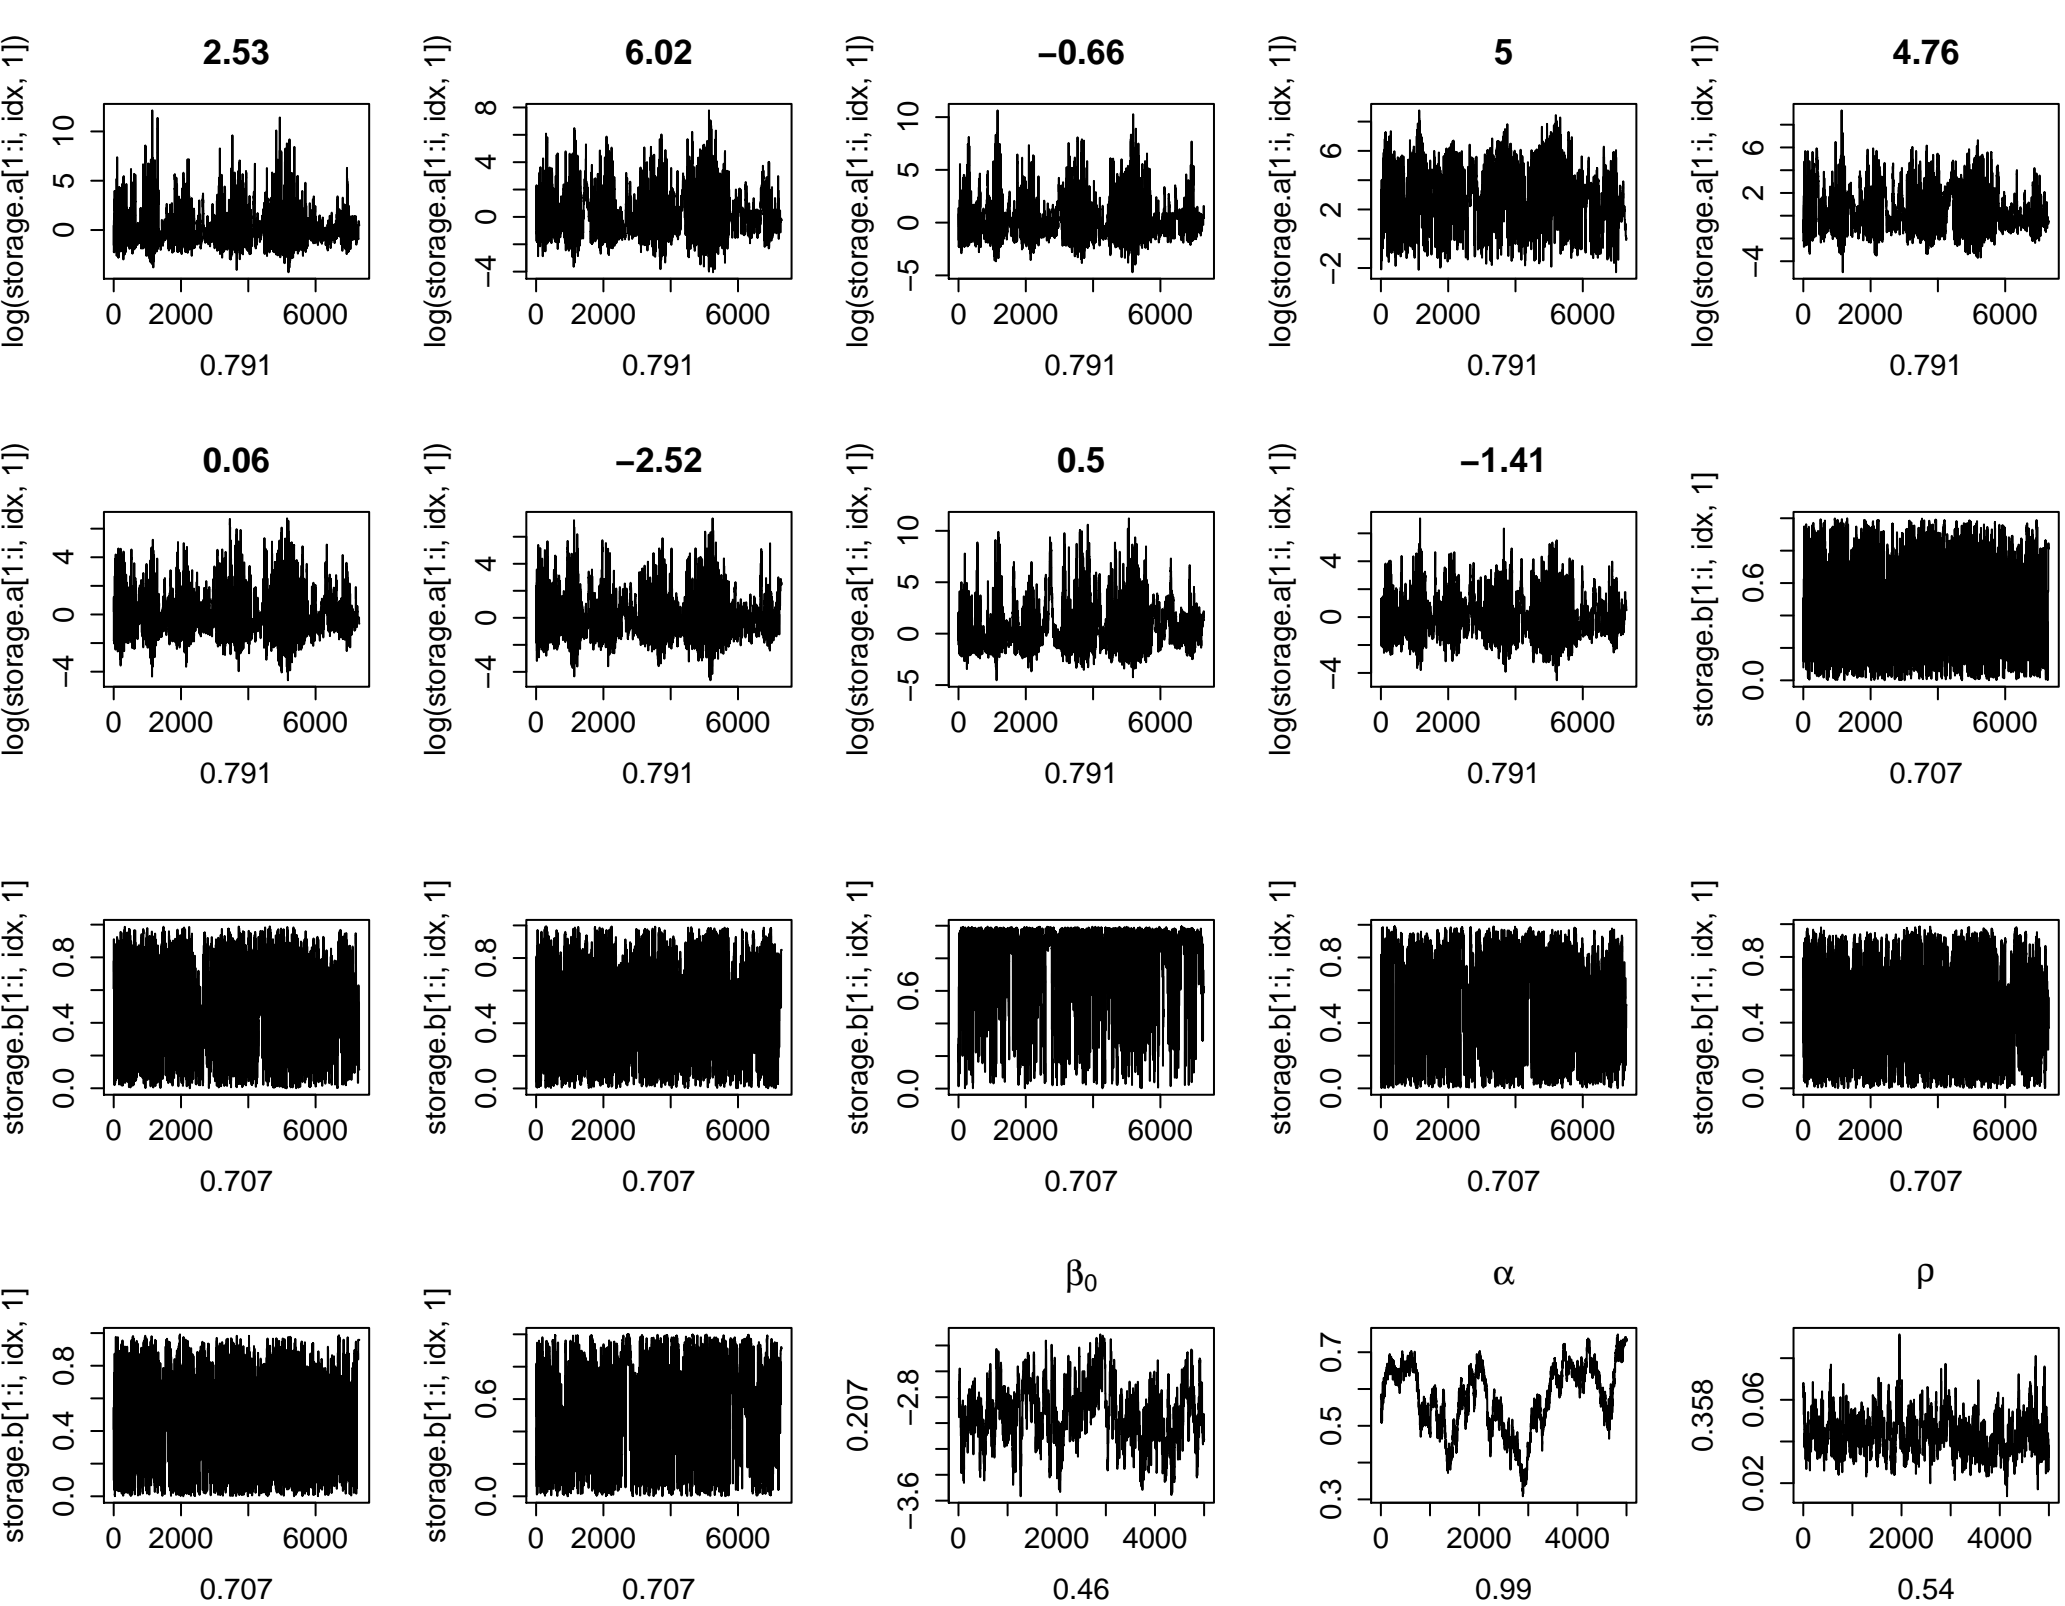 2.53 6.02 −0.66 5 4.76
log(storage.a[1:i, idx, 1]) log(storage.a[1:i, idx, 1]) log(storage.a[1:i, idx, 1]) log(storage.a[1:i, idx, 1]) log(storage.a[1:i, idx, 1])
10 5 0
8 4 0 −4
10 5 0 −5
6 2 −2
6 2 −4
0 2000 6000 0 2000 6000 0 2000 6000 0 2000 6000 0 2000 6000
0.791 0.791 0.791 0.791 0.791
0.06 −2.52 0.5 −1.41
log(storage.a[1:i, idx, 1]) log(storage.a[1:i, idx, 1]) log(storage.a[1:i, idx, 1]) log(storage.a[1:i, idx, 1]) storage.b[1:i, idx, 1]
4 0 −4
4 0 −4
10 5 0 −5
4 0 −4
0.6 0.0
0 2000 6000 0 2000 6000 0 2000 6000 0 2000 6000 0 2000 6000
0.791 0.791 0.791 0.791 0.707
storage.b[1:i, idx, 1] storage.b[1:i, idx, 1] storage.b[1:i, idx, 1] storage.b[1:i, idx, 1] storage.b[1:i, idx, 1]
0.8 0.4 0.0
0.8 0.4 0.0
0.6 0.0
0.8 0.4 0.0
0.8 0.4 0.0
0 2000 6000 0 2000 6000 0 2000 6000 0 2000 6000 0 2000 6000
0.707 0.707 0.707 0.707 0.707
β0 α ρ
storage.b[1:i, idx, 1] storage.b[1:i, idx, 1] 0.207 0.358
0.8 0.4 0.0
0.6 0.0
−2.8 −3.6
0.7 0.5 0.3
0.06 0.02
0 2000 6000 0 2000 6000 0 2000 4000 0 2000 4000 0 2000 4000
0.707 0.707 0.46 0.99 0.54